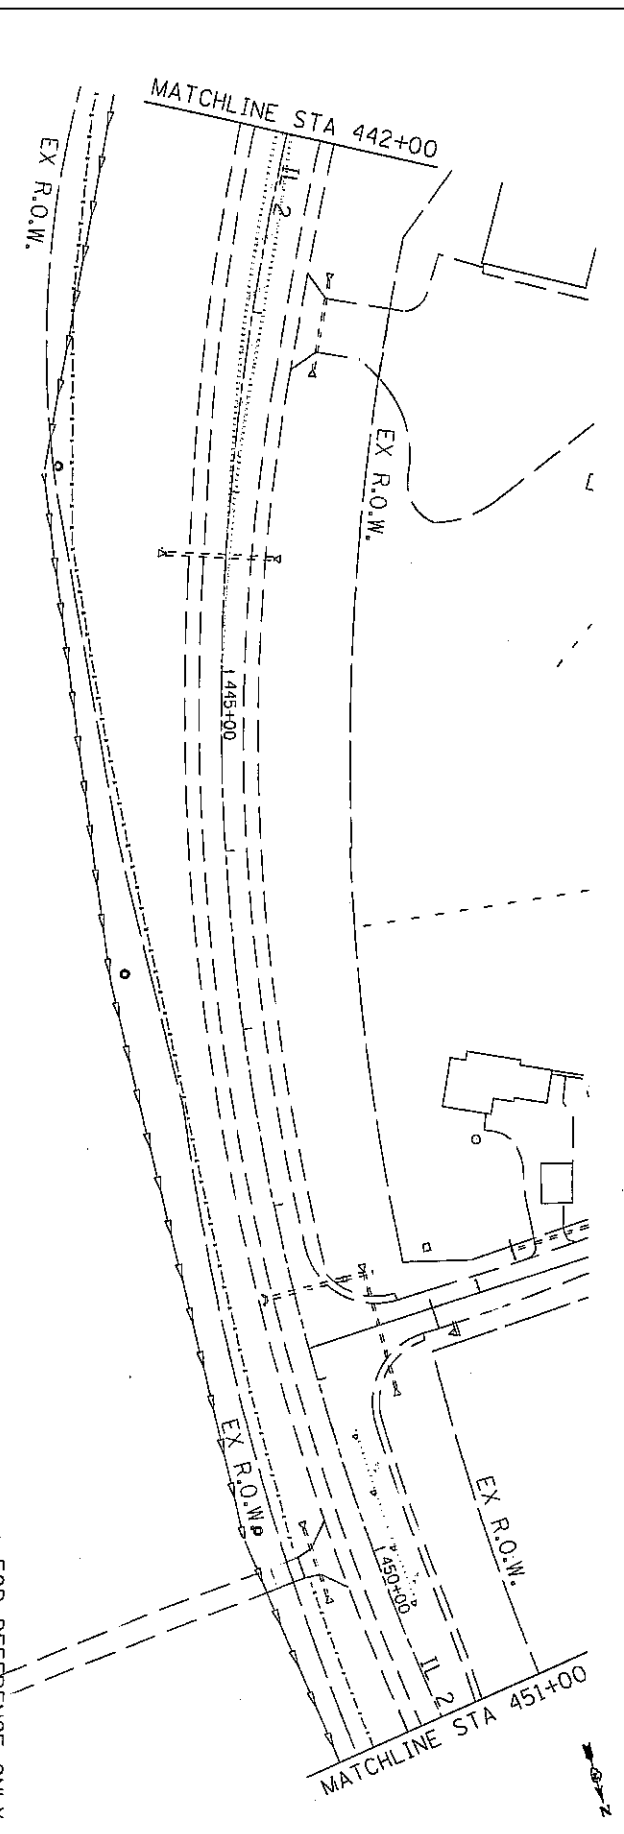 MATCHLINE STA 442+00
EX R.O.W.
IL 2
EX R.O.W.
445+00
EX R.O.W.
EX R.O.W.
450+00
IL 2
MATCHLINE STA 451+00
N